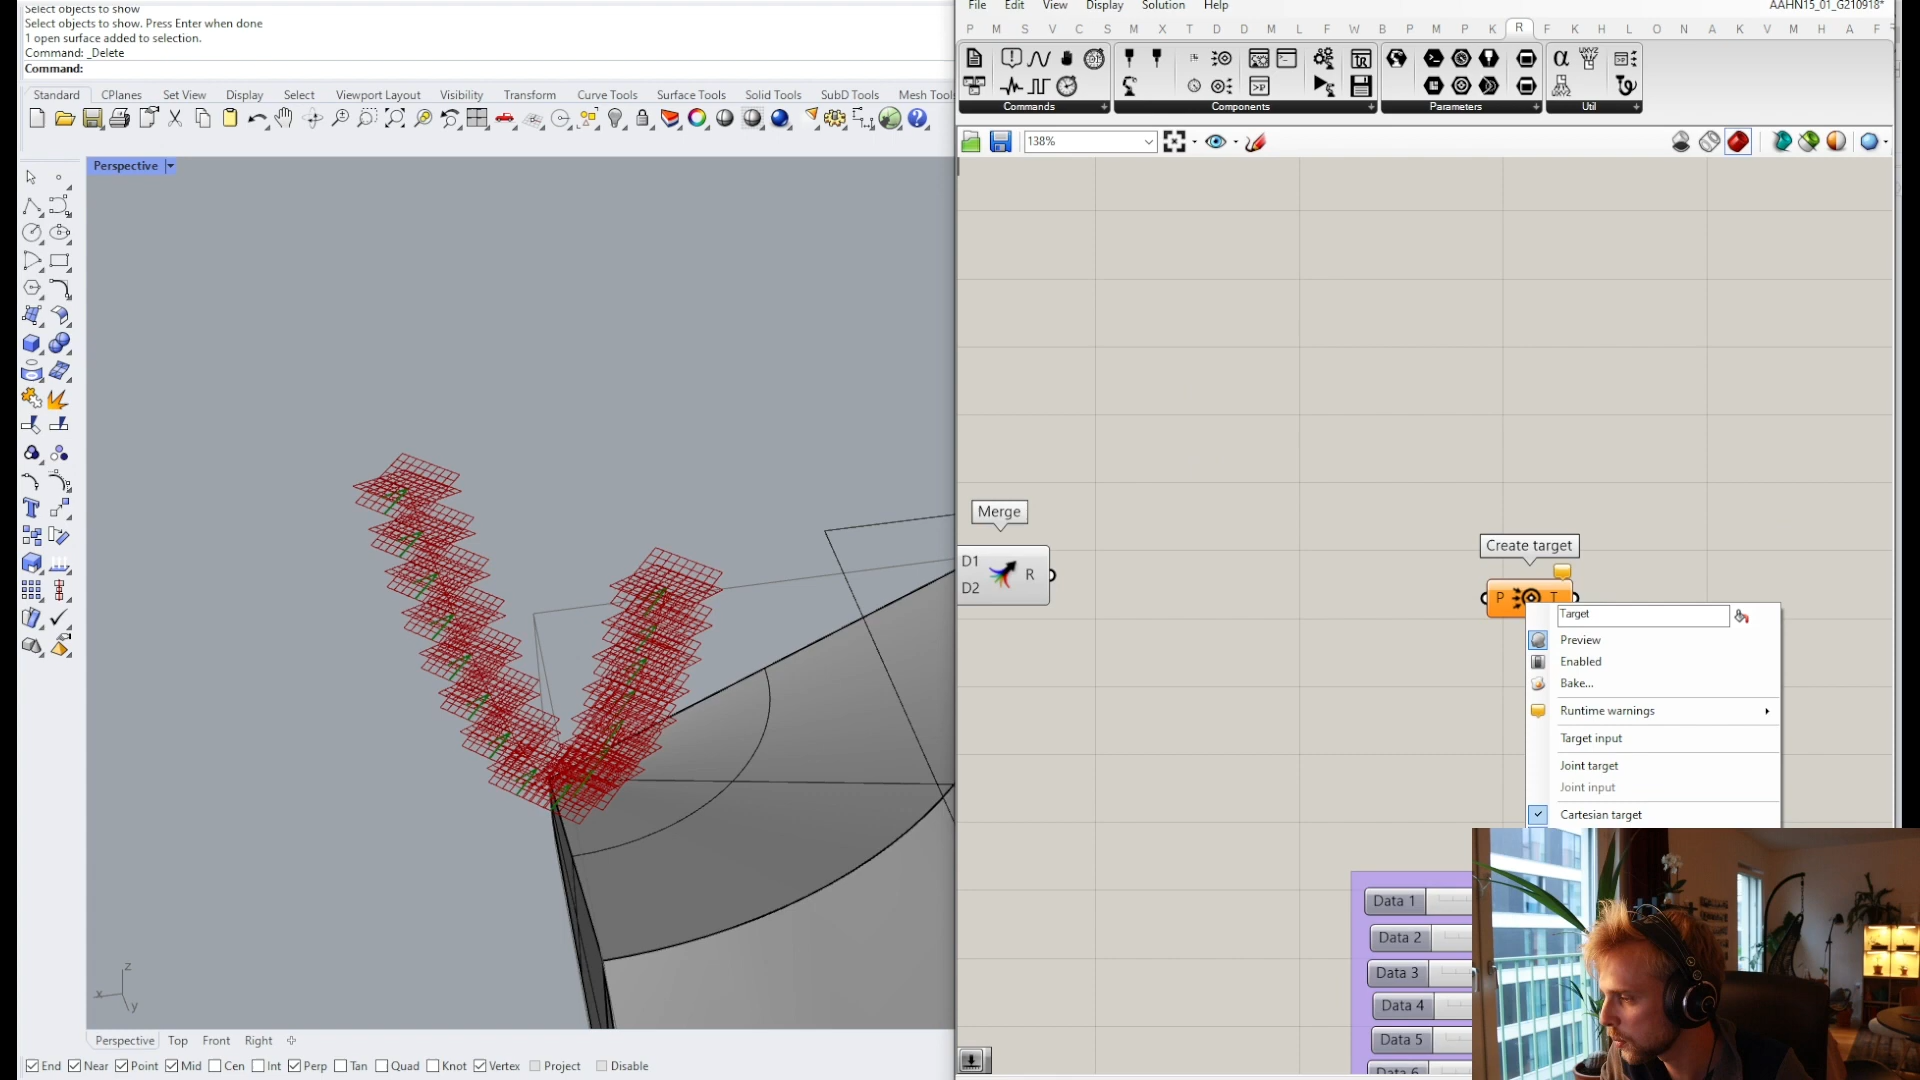 Select objects to show
Select objects to show. Press Enter when done
1 open surface added to selection.
Command: _Delete
Command:
Standard CPlanes Set View Display Select Viewport Layout Visibility Transform Curve Tools Surface Tools Solid Tools SubD Tools Mesh Tools
Perspective
z
x
y
Perspective Top Front Right
End Near Point Mid Cen Int Perp Tan Quad Knot Vertex Project Disable
File Edit View Display Solution Help
AAHN15_01_G210918*
P M S V C S M X T D D M L F W B P M P K R F K H L O N A K V M H A F
Commands Components Parameters Util
138%
Merge
D1
D2
R
Create target
P T
Target
Preview
Enabled
Bake...
Runtime warnings
Target input
Joint target
Joint input
Cartesian target
Data 1
Data 2
Data 3
Data 4
Data 5
Data 6